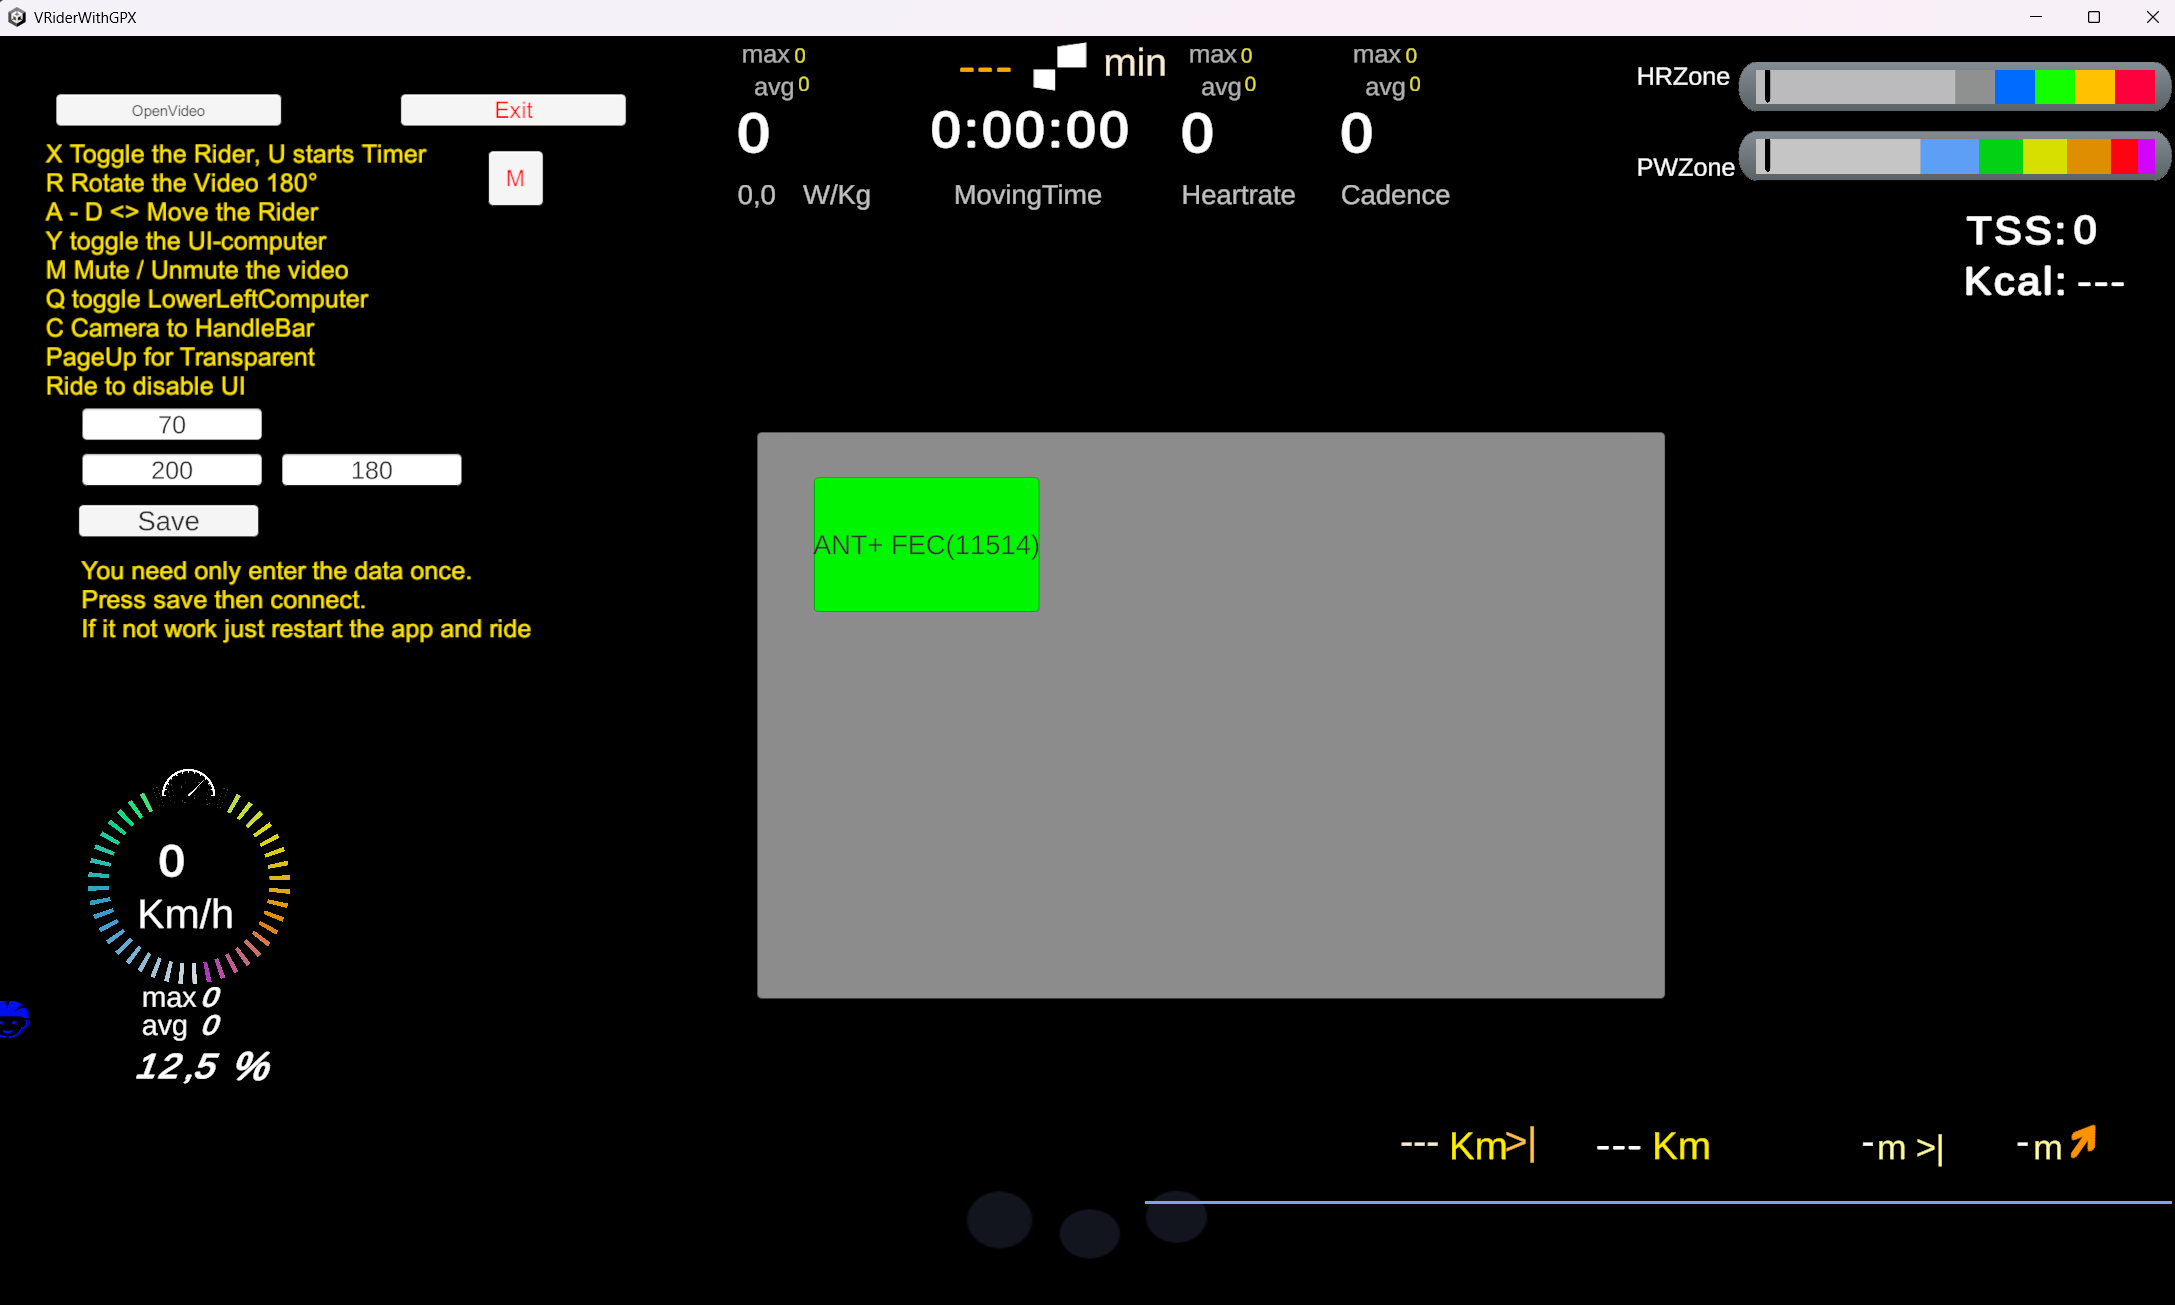 VRiderWithGPX
OpenVideo
Exit
X Toggle the Rider, U starts Timer
R Rotate the Video 180°
A - D <> Move the Rider
Y toggle the UI-computer
M Mute / Unmute the video
Q toggle LowerLeftComputer
C Camera to HandleBar
PageUp for Transparent
Ride to disable UI
M
70
200 180
Save
You need only enter the data once.
Press save then connect.
If it not work just restart the app and ride
max 0
avg 0
0
0,0 W/Kg
--- min
0:00:00
MovingTime
max 0
avg 0
0
Heartrate
max 0
avg 0
0
Cadence
HRZone
PWZone
TSS: 0
Kcal: ---
ANT+ FEC(11514)
0
Km/h
max 0
avg 0
12,5 %
--- Km>| --- Km -m >| -m